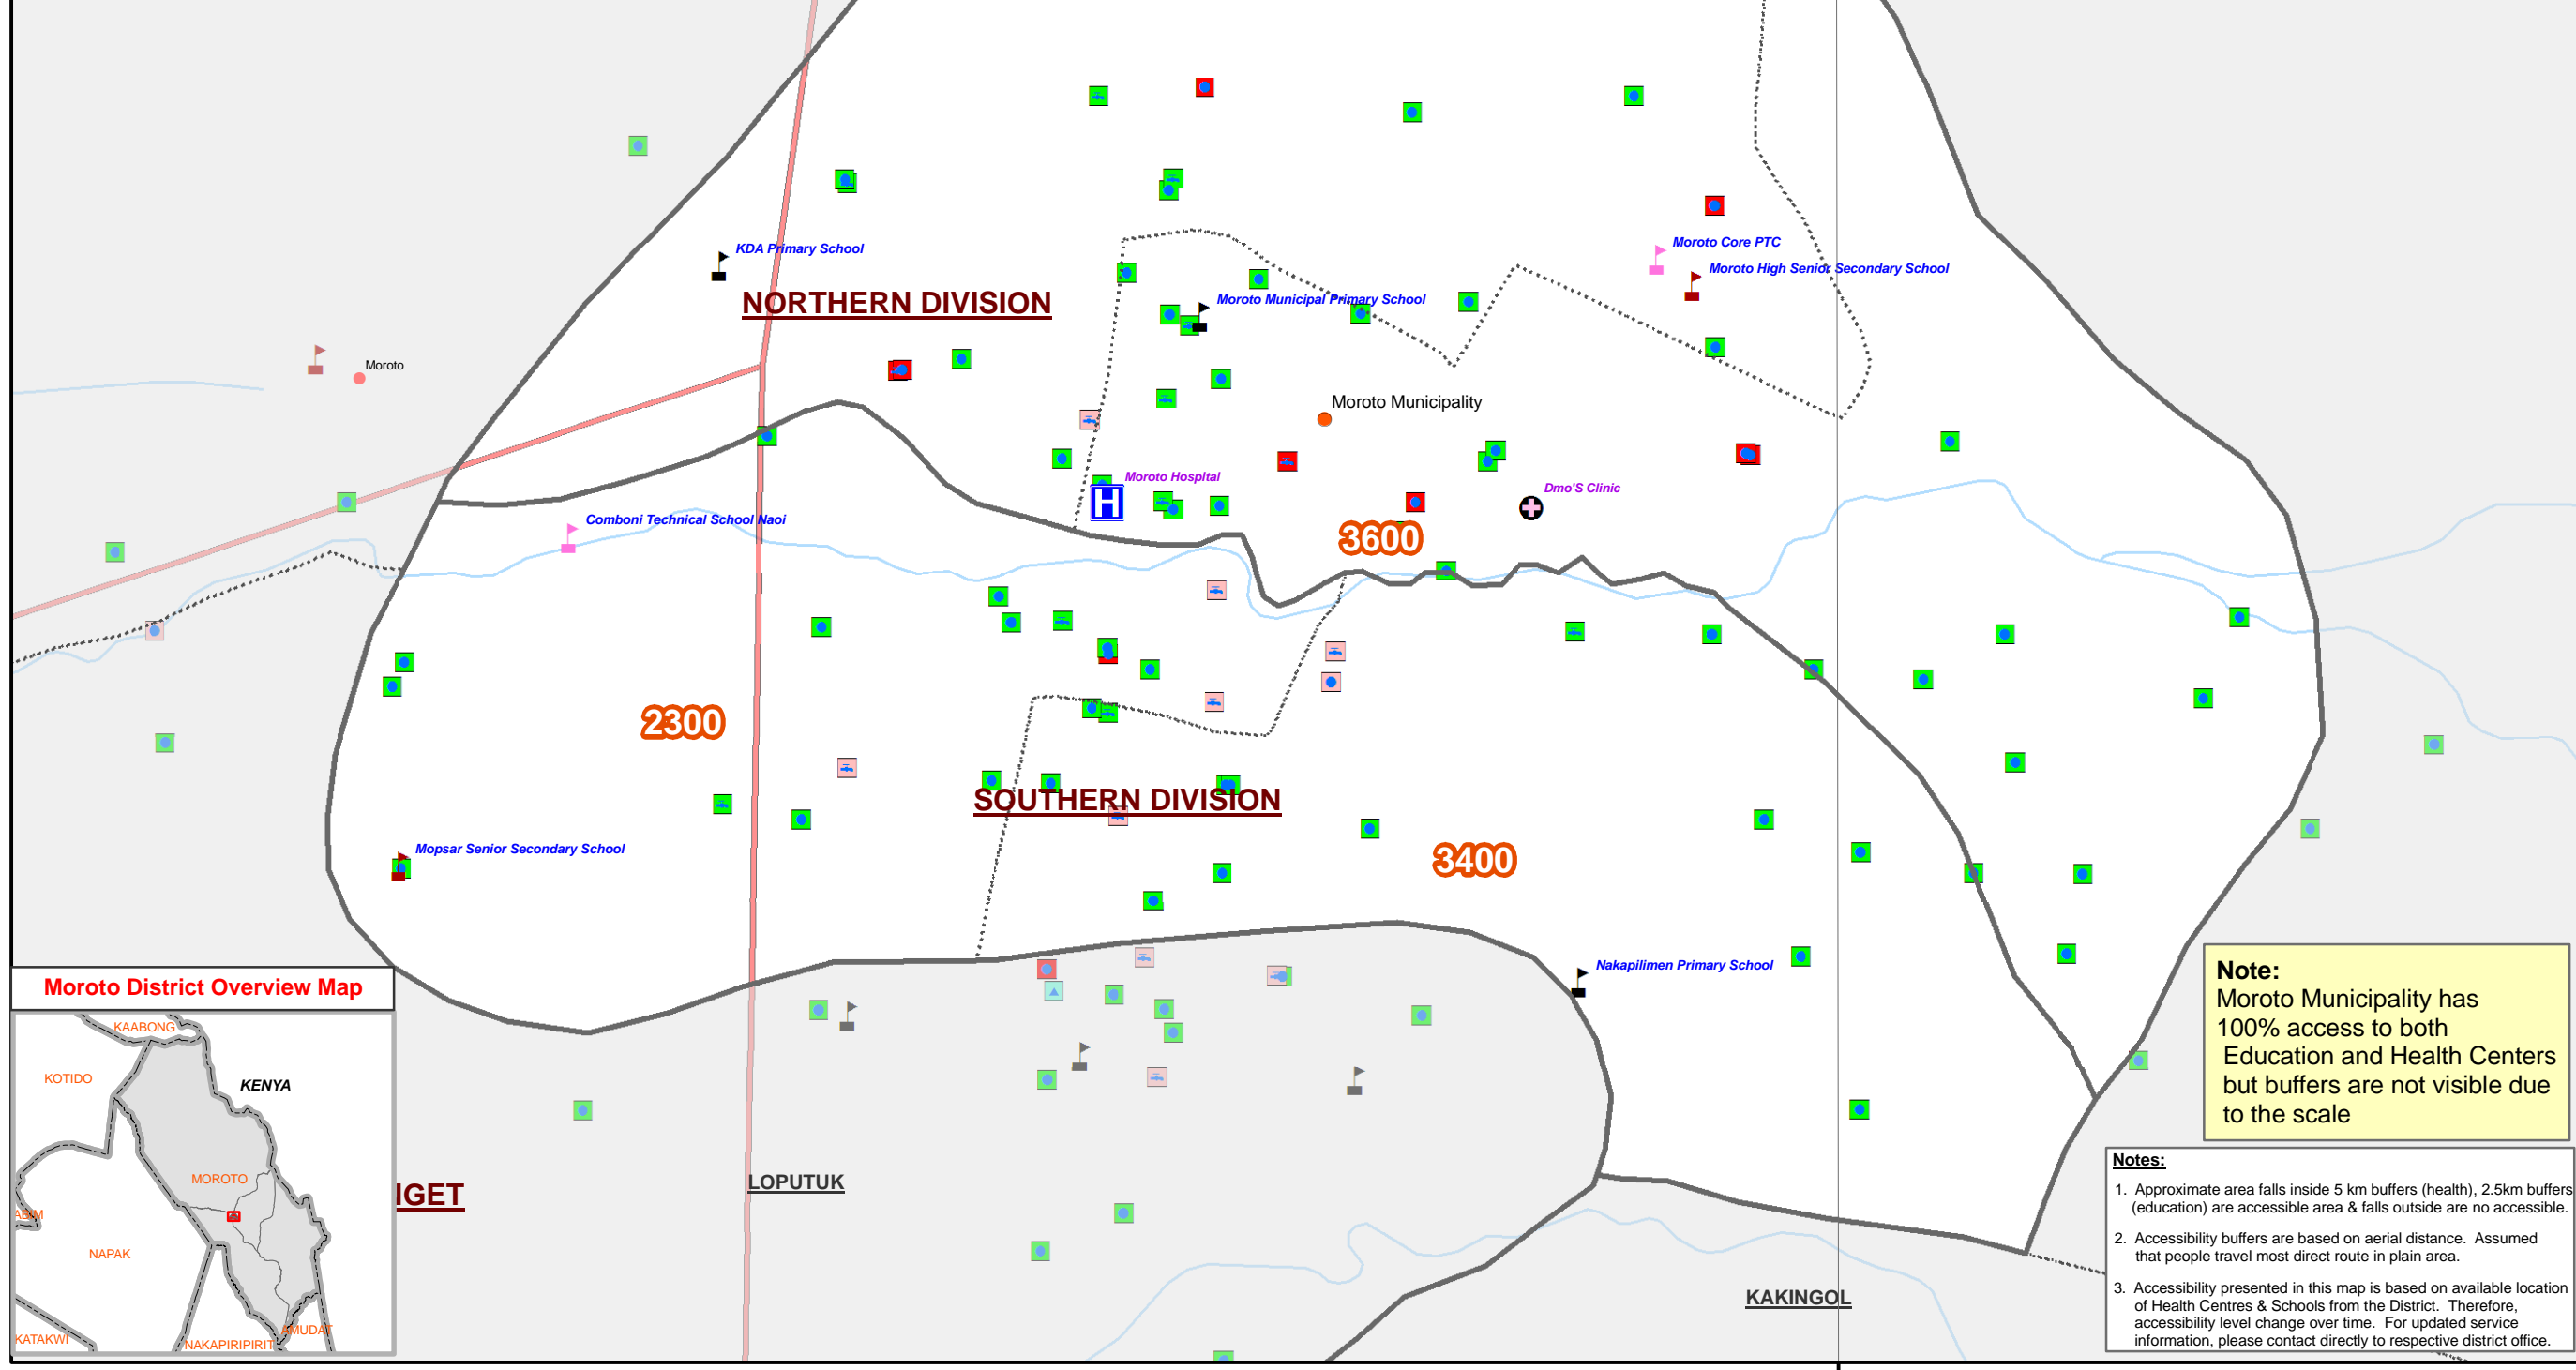 KDA Primary School
Moroto Core PTC
Moroto High Senior Secondary School
NORTHERN DIVISION
Moroto Municipal Primary School
Moroto
Moroto Municipality
Moroto Hospital
Dmo'S Clinic
Comboni Technical School Naoi
3600
2300
SOUTHERN DIVISION
3400
Mopsar Senior Secondary School
Nakapilimen Primary School
LOPUTUK
IGET
KAKINGOL
Moroto District Overview Map
KAABONG
KOTIDO
KENYA
MOROTO
ABIM
NAPAK
KATAKWI
NAKAPIRIPIRIT
AMUDAT
Note:
Moroto Municipality has
100% access to both
Education and Health Centers
but buffers are not visible due
to the scale
Notes:
1. Approximate area falls inside 5 km buffers (health), 2.5km buffers
(education) are accessible area & falls outside are no accessible.
2. Accessibility buffers are based on aerial distance. Assumed
that people travel most direct route in plain area.
3. Accessibility presented in this map is based on available location
of Health Centres & Schools from the District. Therefore,
accessibility level change over time. For updated service
information, please contact directly to respective district office.